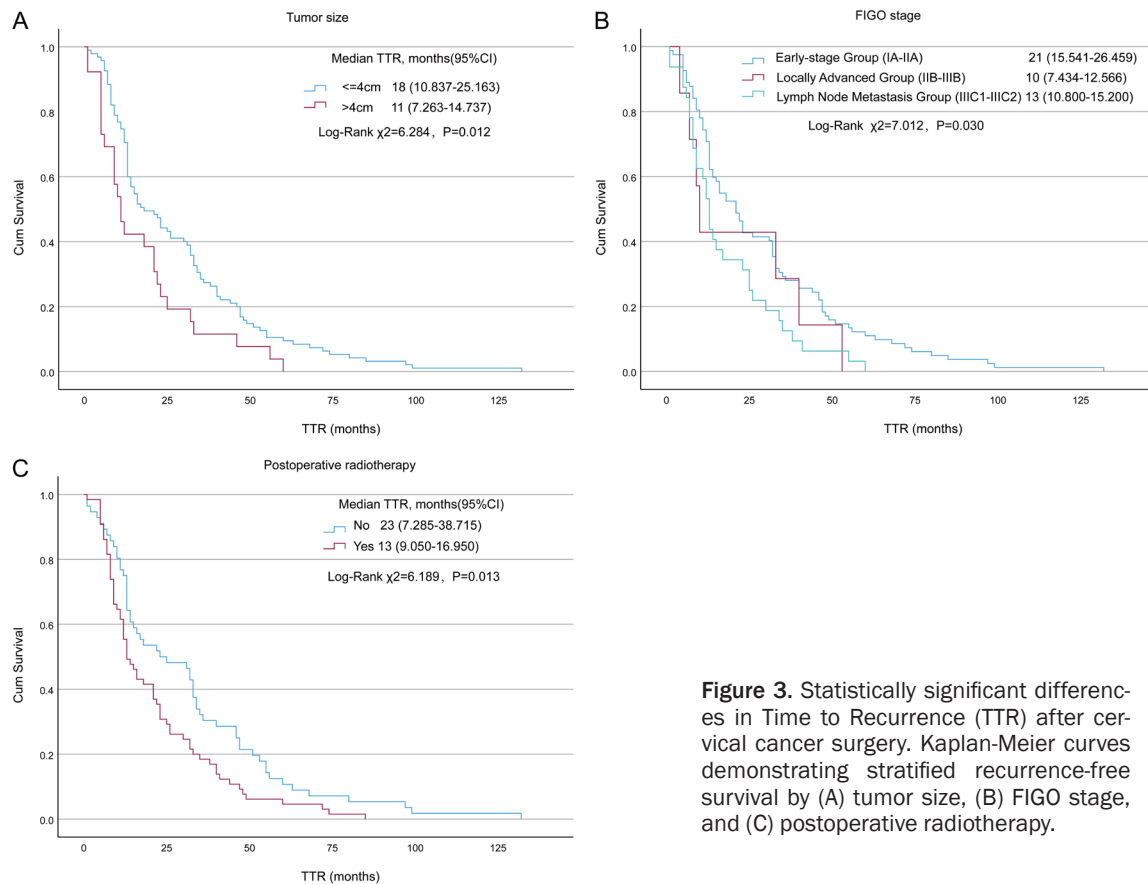 A
Tumor size
Median TTR, months(95%CI)
<=4cm 18 (10.837-25.163)
>4cm 11 (7.263-14.737)
Log-Rank χ2=6.284, P=0.012
Cum Survival
1.0
0.8
0.6
0.4
0.2
0.0
0 25 50 75 100 125
TTR (months)
B
FIGO stage
Early-stage Group (IA-IIA) 21 (15.541-26.459)
Locally Advanced Group (IIB-IIIB) 10 (7.434-12.566)
Lymph Node Metastasis Group (IIIC1-IIIC2) 13 (10.800-15.200)
Log-Rank χ2=7.012, P=0.030
Cum Survival
1.0
0.8
0.6
0.4
0.2
0.0
0 25 50 75 100 125
TTR (months)
C
Postoperative radiotherapy
Median TTR, months(95%CI)
No 23 (7.285-38.715)
Yes 13 (9.050-16.950)
Log-Rank χ2=6.189, P=0.013
Cum Survival
1.0
0.8
0.6
0.4
0.2
0.0
0 25 50 75 100 125
TTR (months)
Figure 3. Statistically significant differenc-
es in Time to Recurrence (TTR) after cer-
vical cancer surgery. Kaplan-Meier curves
demonstrating stratified recurrence-free
survival by (A) tumor size, (B) FIGO stage,
and (C) postoperative radiotherapy.